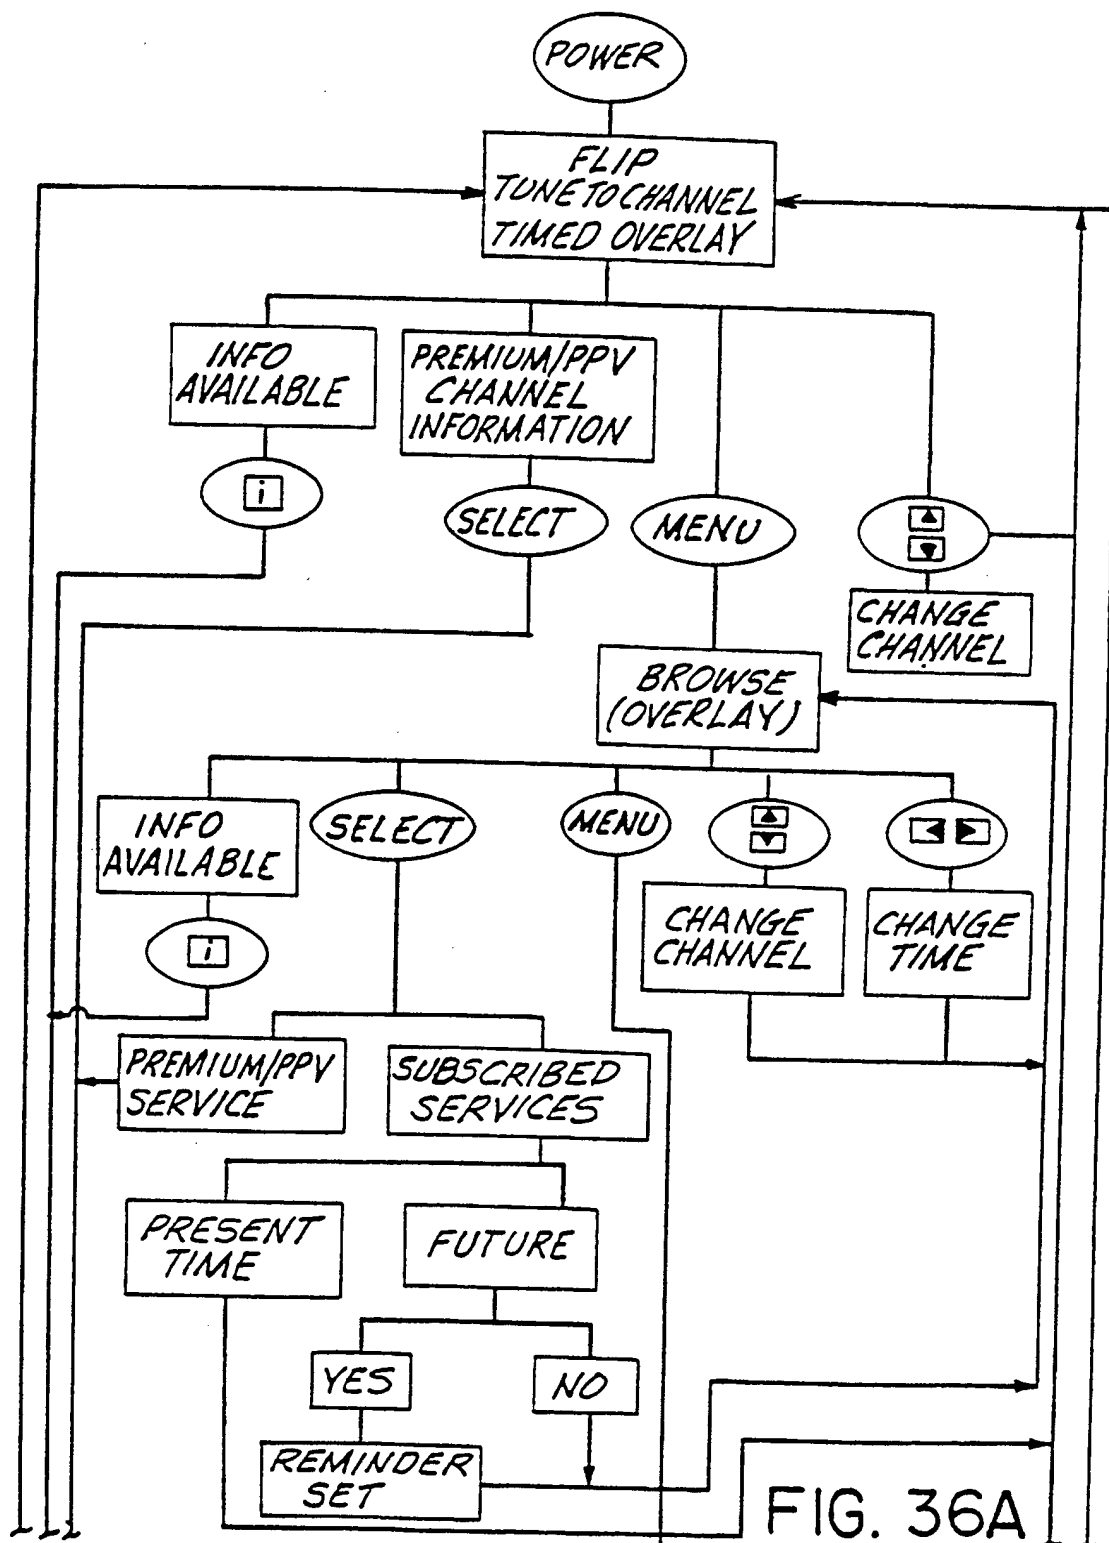 POWER
FLIP
TUNE TO CHANNEL
TIMED OVERLAY
INFO
AVAILABLE
PREMIUM/PPV
CHANNEL
INFORMATION
i
SELECT
MENU
CHANGE
CHANNEL
BROWSE
(OVERLAY)
INFO
AVAILABLE
SELECT
MENU
i
CHANGE
CHANNEL
CHANGE
TIME
PREMIUM/PPV
SERVICE
SUBSCRIBED
SERVICES
PRESENT
TIME
FUTURE
YES
NO
REMINDER
SET
FIG. 36A